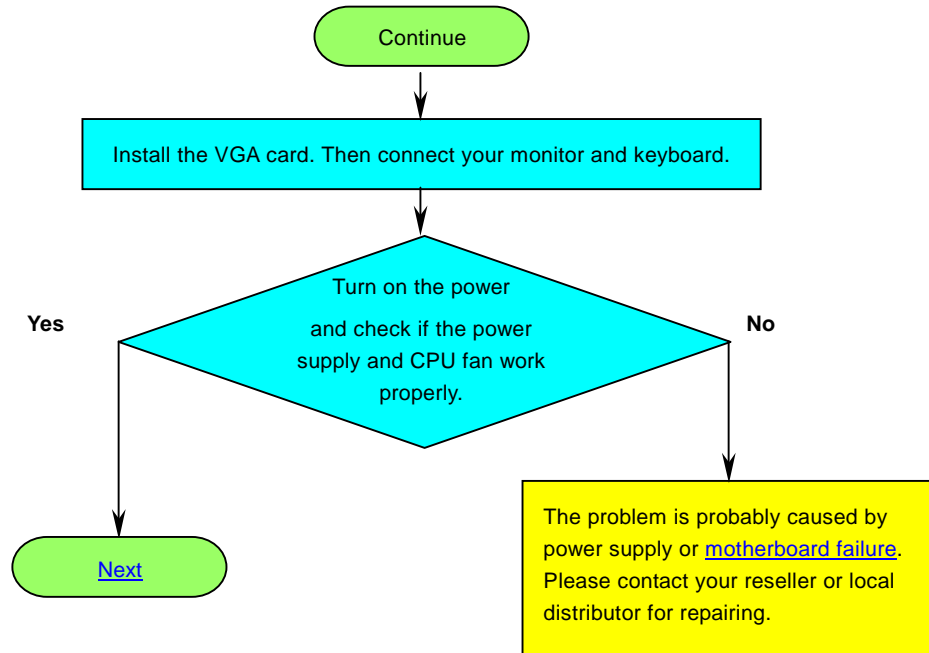 Continue
Install the VGA card. Then connect your monitor and keyboard.
Turn on the power
and check if the power
supply and CPU fan work
properly.
Yes
No
Next
The problem is probably caused by
power supply or motherboard failure.
Please contact your reseller or local
distributor for repairing.